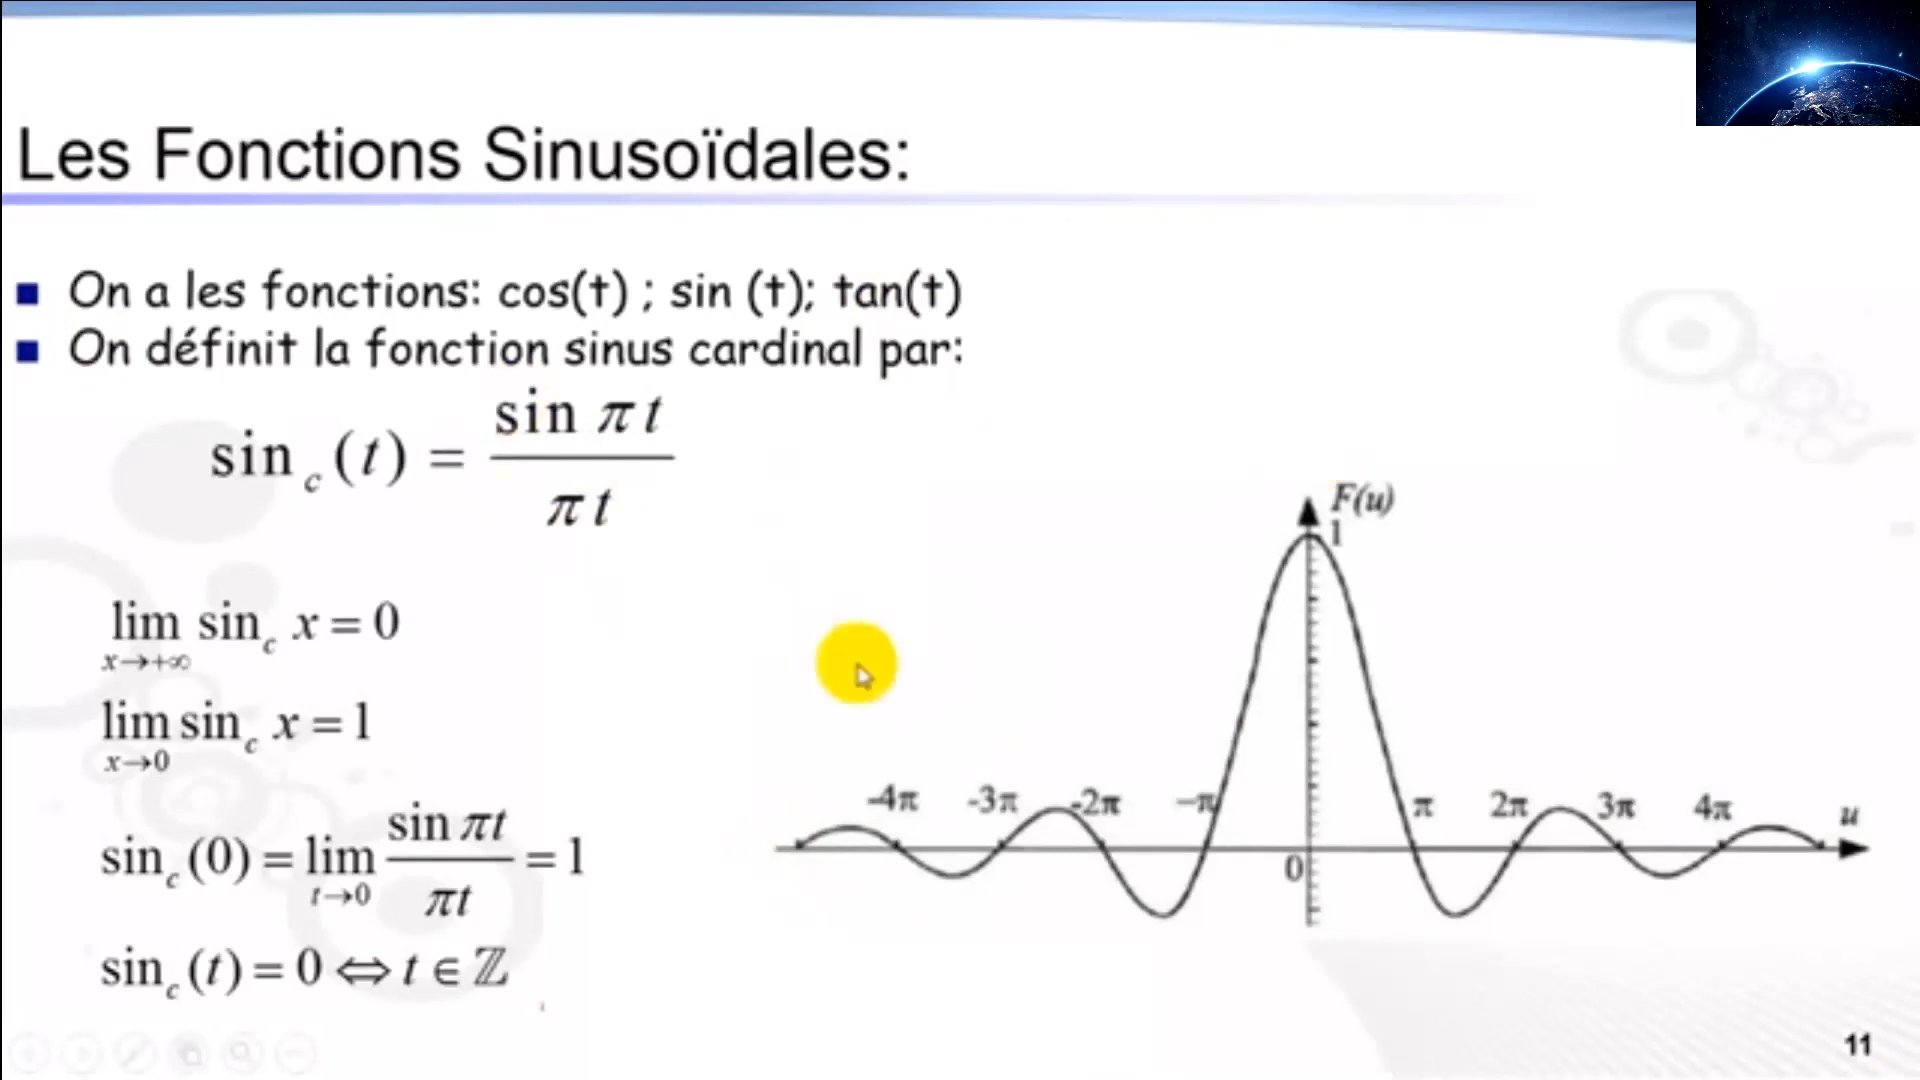 Les Fonctions Sinusoïdales:
On a les fonctions: cos(t) ; sin (t); tan(t)
On définit la fonction sinus cardinal par:
sin_c(t) = sin πt / πt
lim x→+∞ sin_c x = 0
lim x→0 sin_c x = 1
sin_c(0) = lim t→0 sin πt / πt = 1
sin_c(t) = 0 ⇔ t ∈ ℤ
F(u)
1
-4π -3π -2π -π π 2π 3π 4π u
0
11